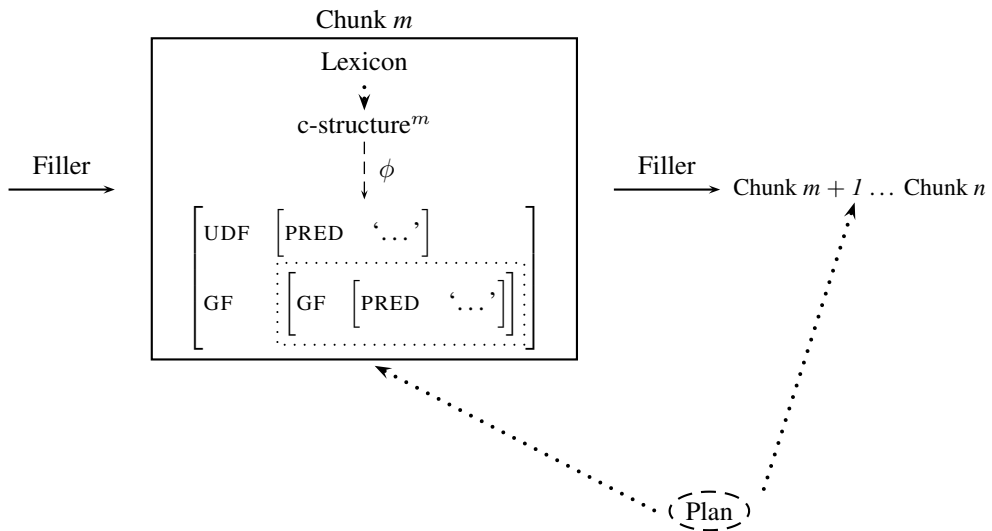 Chunk m
Lexicon
c-structure^m
Filler
ϕ
Filler
Chunk m + 1 … Chunk n
UDF [PRED ‘…’]
GF [GF [PRED ‘…’]]
Plan